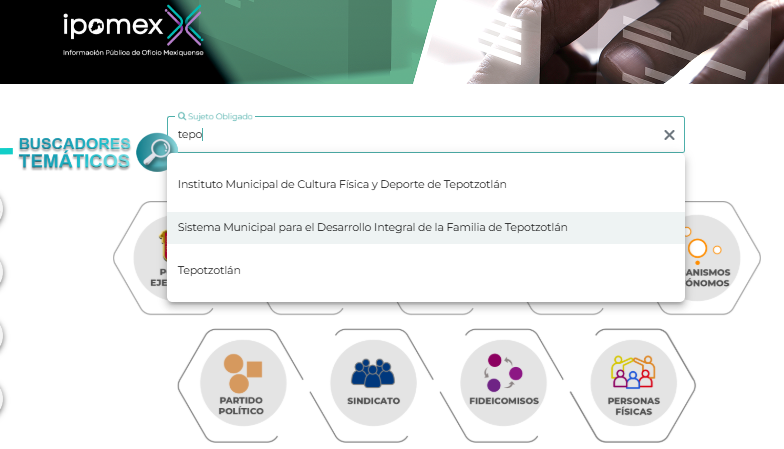 ipomex
Información Pública de Oficio Mexiquense
Sujeto Obligado
tepo
BUSCADORES
TEMÁTICOS
Instituto Municipal de Cultura Física y Deporte de Tepotzotlán
Sistema Municipal para el Desarrollo Integral de la Familia de Tepotzotlán
Tepotzotlán
PARTIDO
POLÍTICO
SINDICATO
FIDEICOMISOS
PERSONAS
FÍSICAS